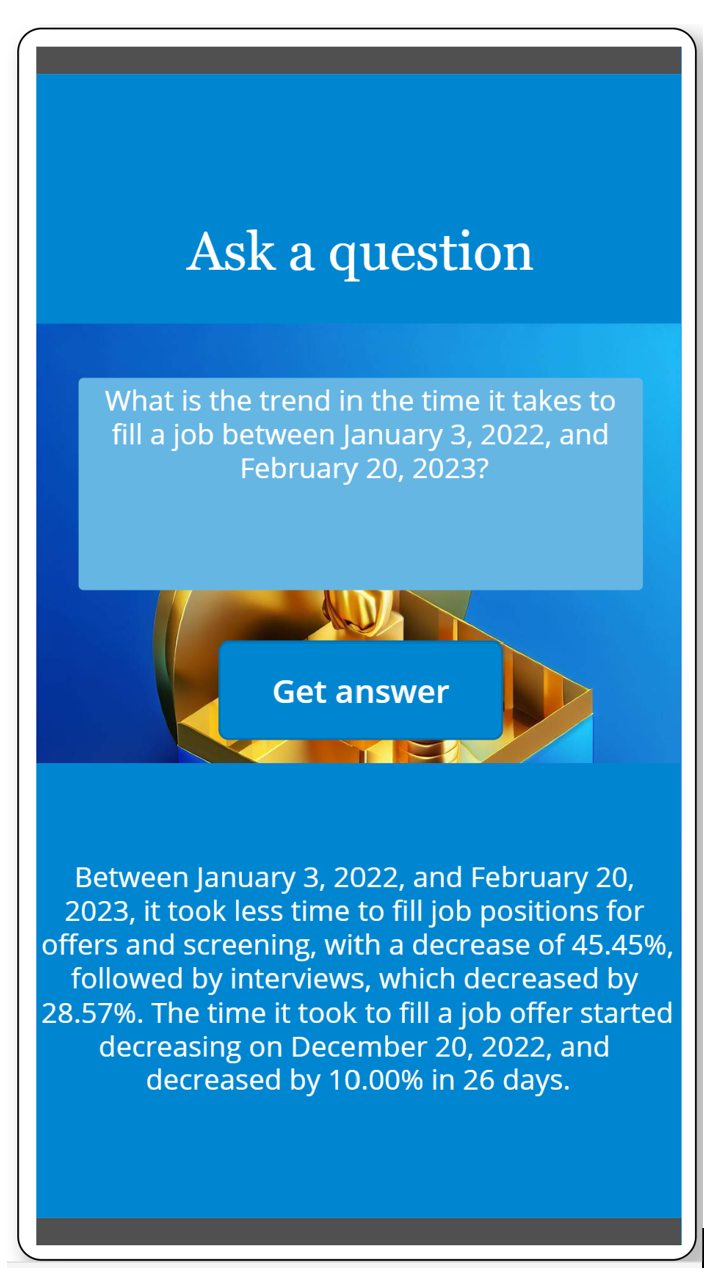 Ask a question
What is the trend in the time it takes to
fill a job between January 3, 2022, and
February 20, 2023?
Get answer
Between January 3, 2022, and February 20,
2023, it took less time to fill job positions for
offers and screening, with a decrease of 45.45%,
followed by interviews, which decreased by
28.57%. The time it took to fill a job offer started
decreasing on December 20, 2022, and
decreased by 10.00% in 26 days.